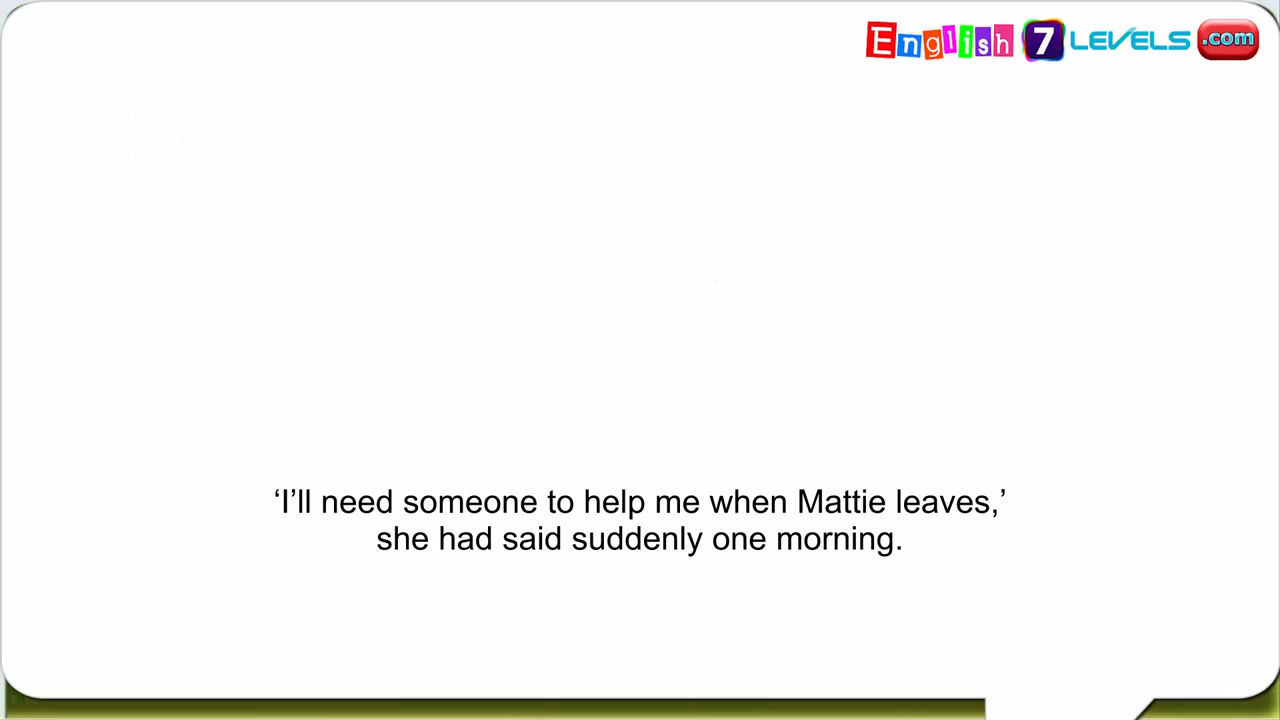 English 7 LEVELS .com
‘I’ll need someone to help me when Mattie leaves,’
she had said suddenly one morning.